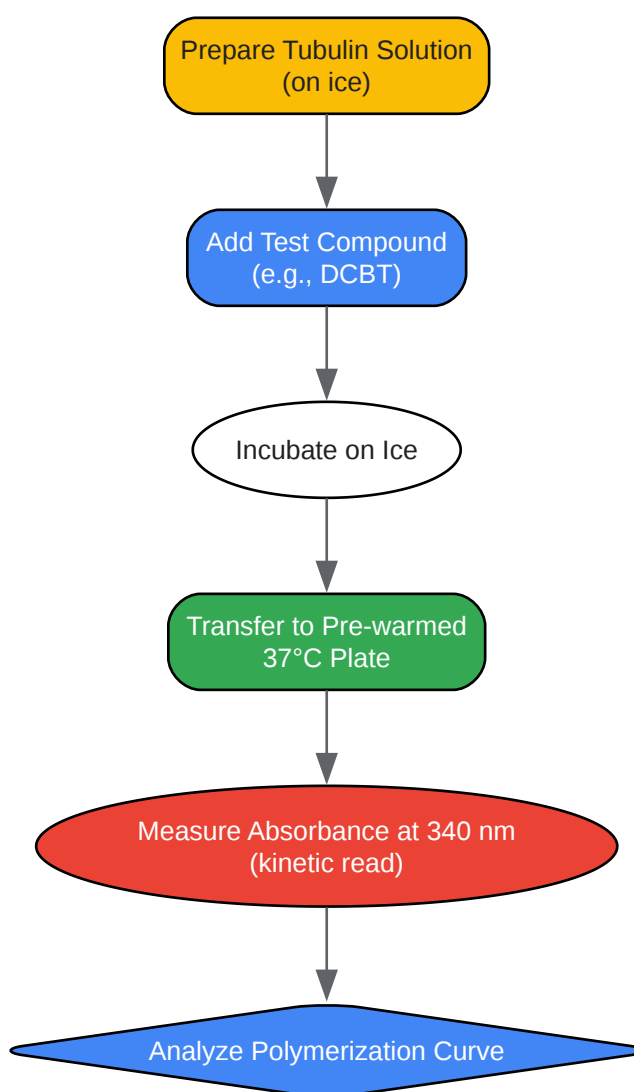 Prepare Tubulin Solution
(on ice)
Add Test Compound
(e.g., DCBT)
Incubate on Ice
Transfer to Pre-warmed
37°C Plate
Measure Absorbance at 340 nm
(kinetic read)
Analyze Polymerization Curve